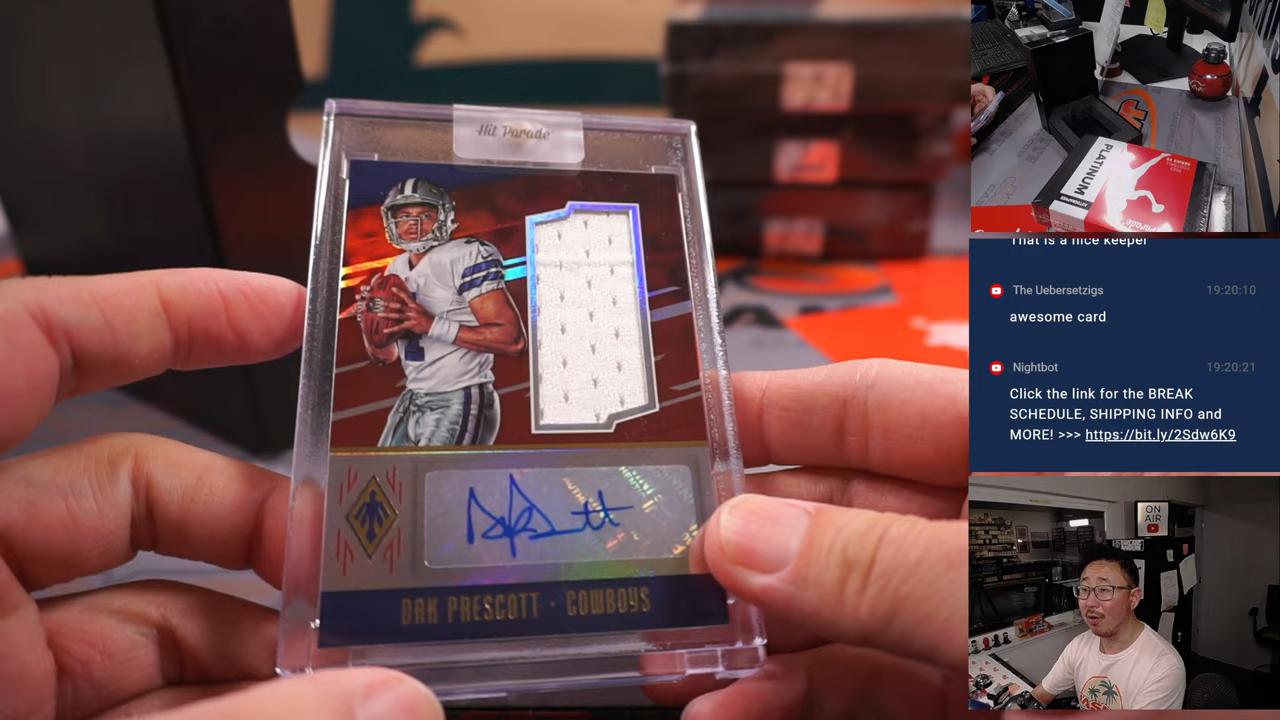 Hit Parade
DAK PRESCOTT · COWBOYS
PLATINUM
That is a nice keeper
The Uebersetzigs 19:20:10
awesome card
Nightbot 19:20:21
Click the link for the BREAK
SCHEDULE, SHIPPING INFO and
MORE! >>> https://bit.ly/2Sdw6K9
ON
AIR